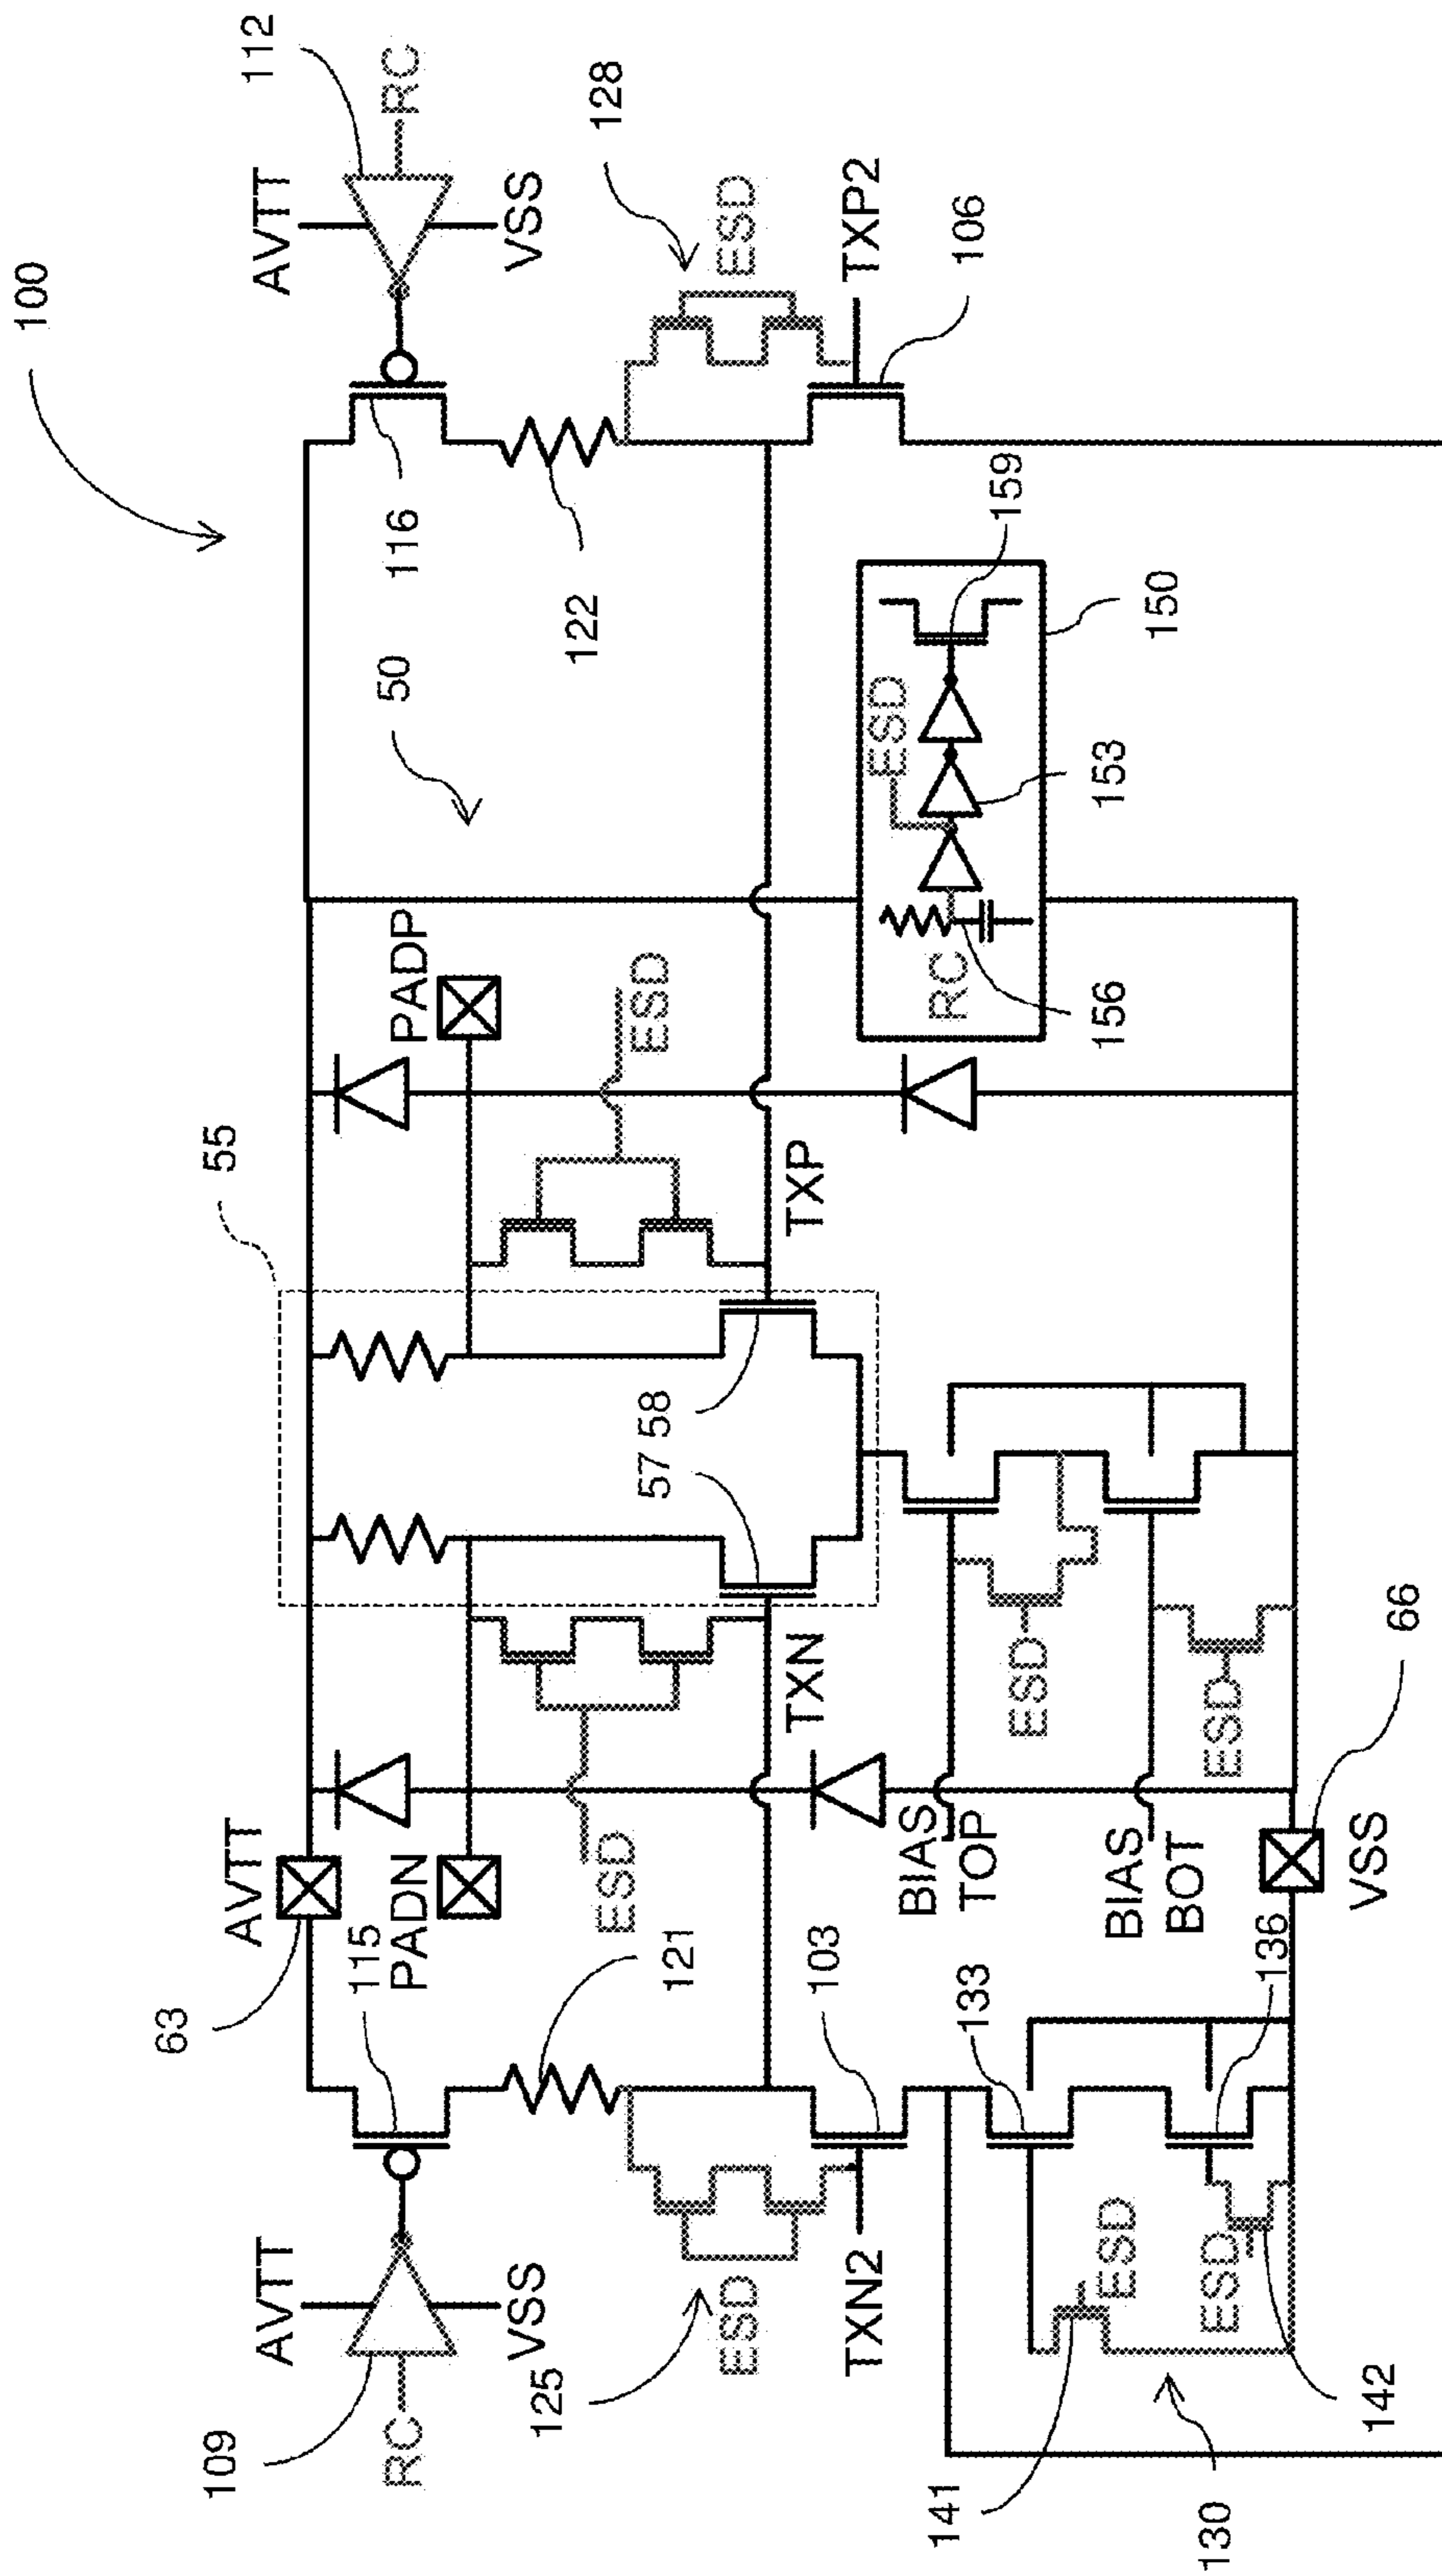 100
112
RC
AVTT
VSS
128
ESD
TXP2
106
116
122
50
159
150
ESD
153
RC
156
PADP
ESD
55
TXP
57
58
AVTT
63
PADN
115
ESD
TXN
BIAS
TOP
BIAS
BOT
ESD
ESD
66
VSS
121
103
133
136
109
RC
AVTT
VSS
125
ESD
TXN2
141
ESD
ESD
142
130